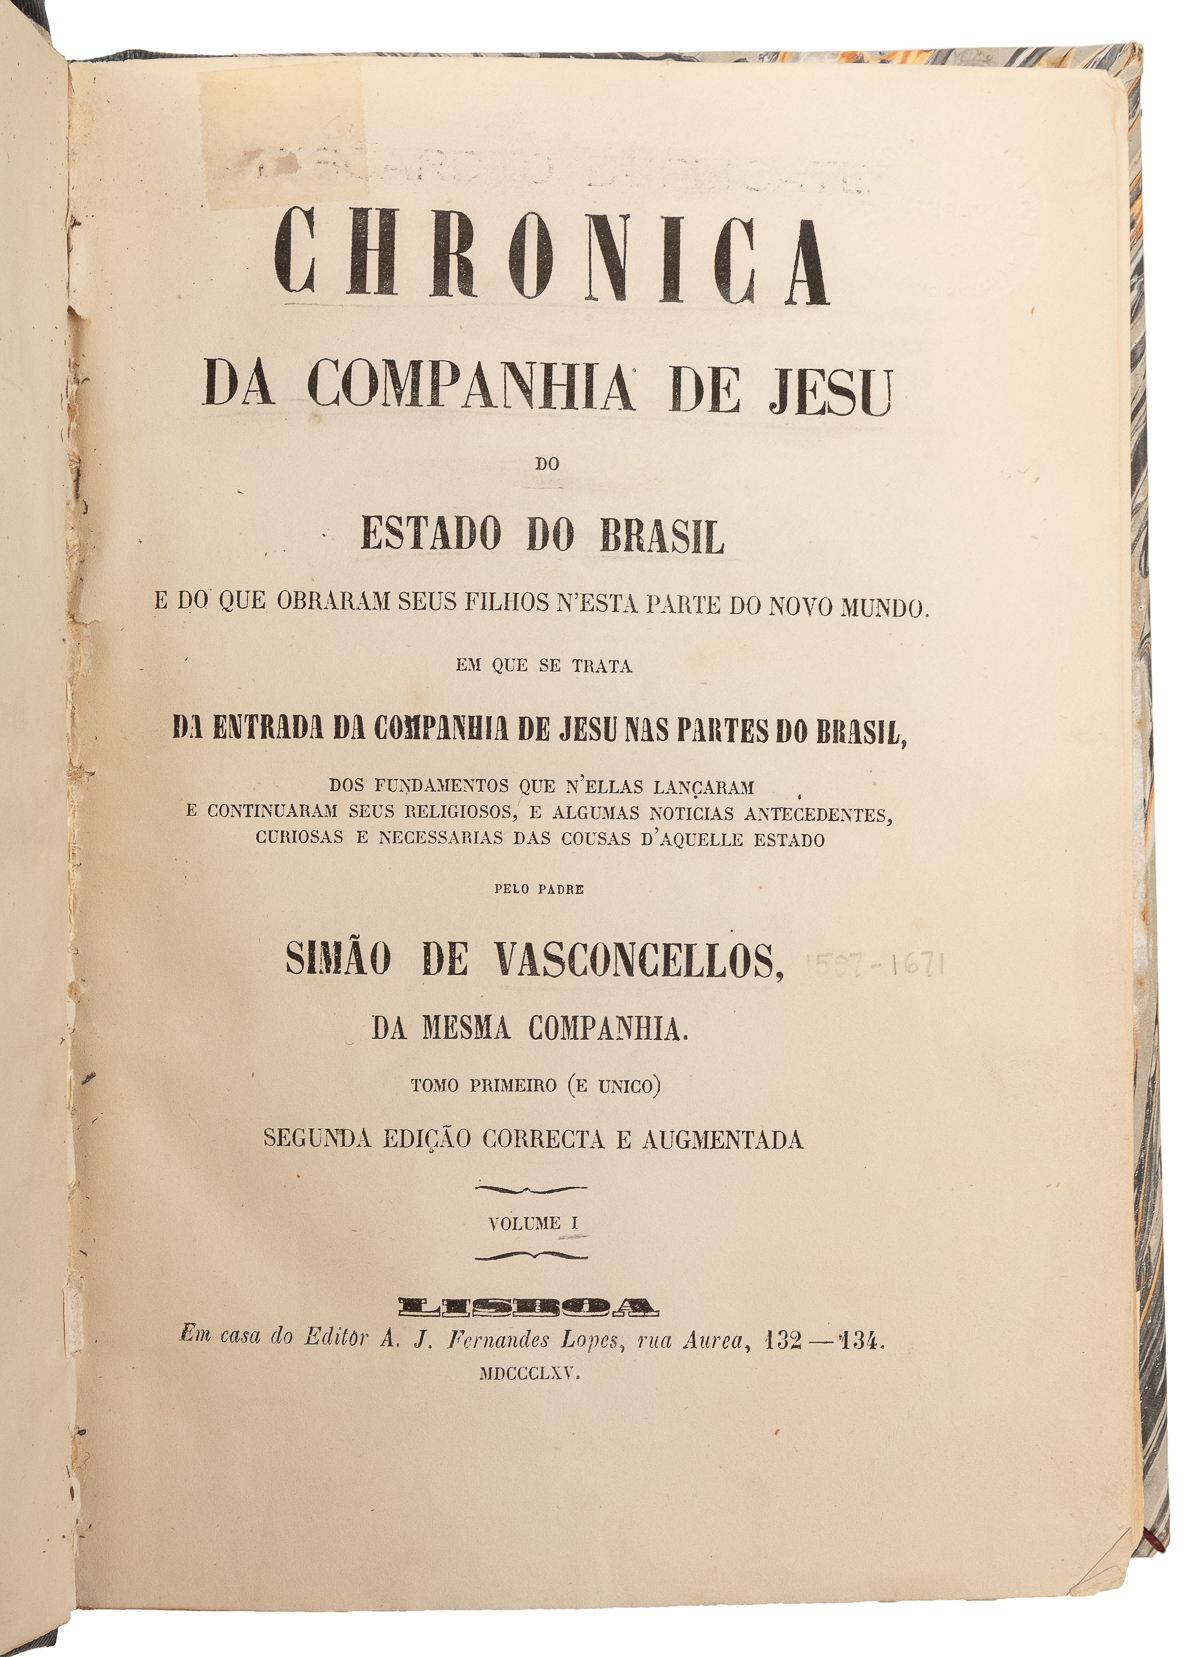 CHRONICA
DA COMPANHIA DE JESU
DO
ESTADO DO BRASIL
E DO QUE OBRARAM SEUS FILHOS N'ESTA PARTE DO NOVO MUNDO.
EM QUE SE TRATA
DA ENTRADA DA COMPANHIA DE JESU NAS PARTES DO BRASIL,
DOS FUNDAMENTOS QUE N'ELLAS LANÇARAM
E CONTINUARAM SEUS RELIGIOSOS, E ALGUMAS NOTICIAS ANTECEDENTES,
CURIOSAS E NECESSARIAS DAS COUSAS D'AQUELLE ESTADO
PELO PADRE
SIMÃO DE VASCONCELLOS, 1597-1671
DA MESMA COMPANHIA.
TOMO PRIMEIRO (E UNICO)
SEGUNDA EDIÇÃO CORRECTA E AUGMENTADA
VOLUME I
LISBOA
Em casa do Editor A. J. Fernandes Lopes, rua Aurea, 132—134.
MDCCCLXV.